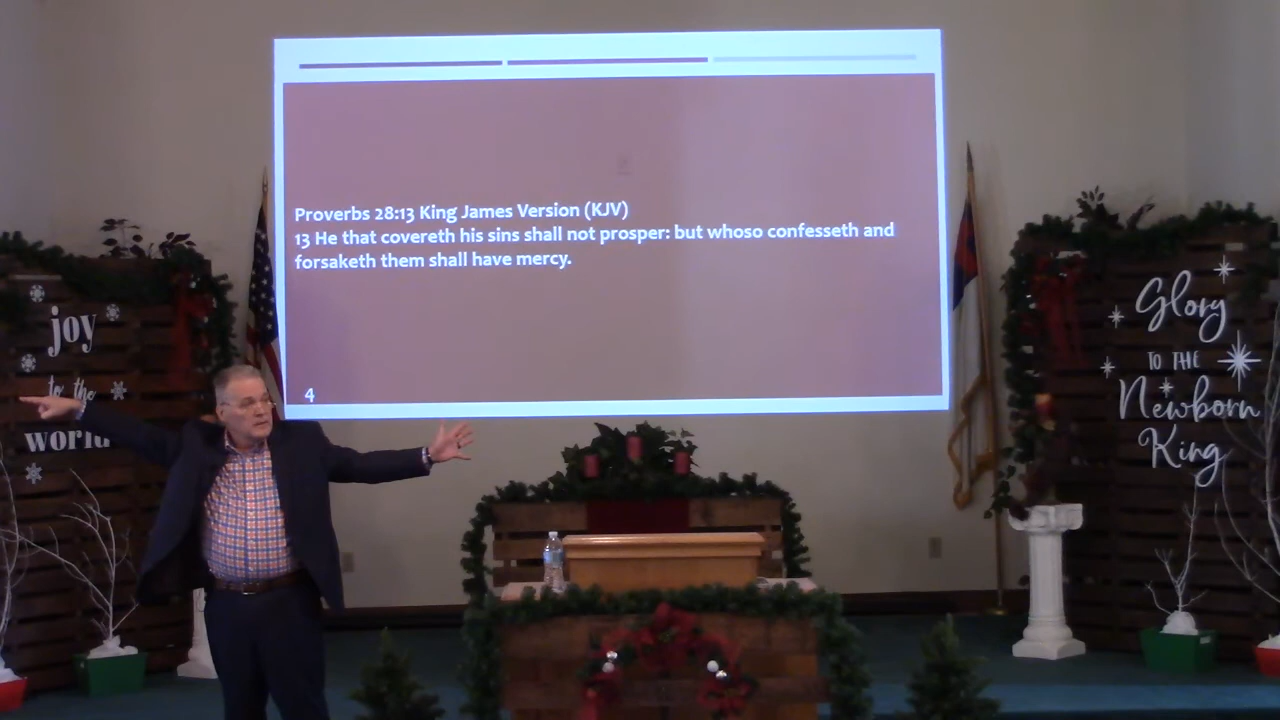 Proverbs 28:13 King James Version (KJV)
13 He that covereth his sins shall not prosper: but whoso confesseth and
forsaketh them shall have mercy.
4
joy
to the
world
Glory
TO THE
Newborn
King